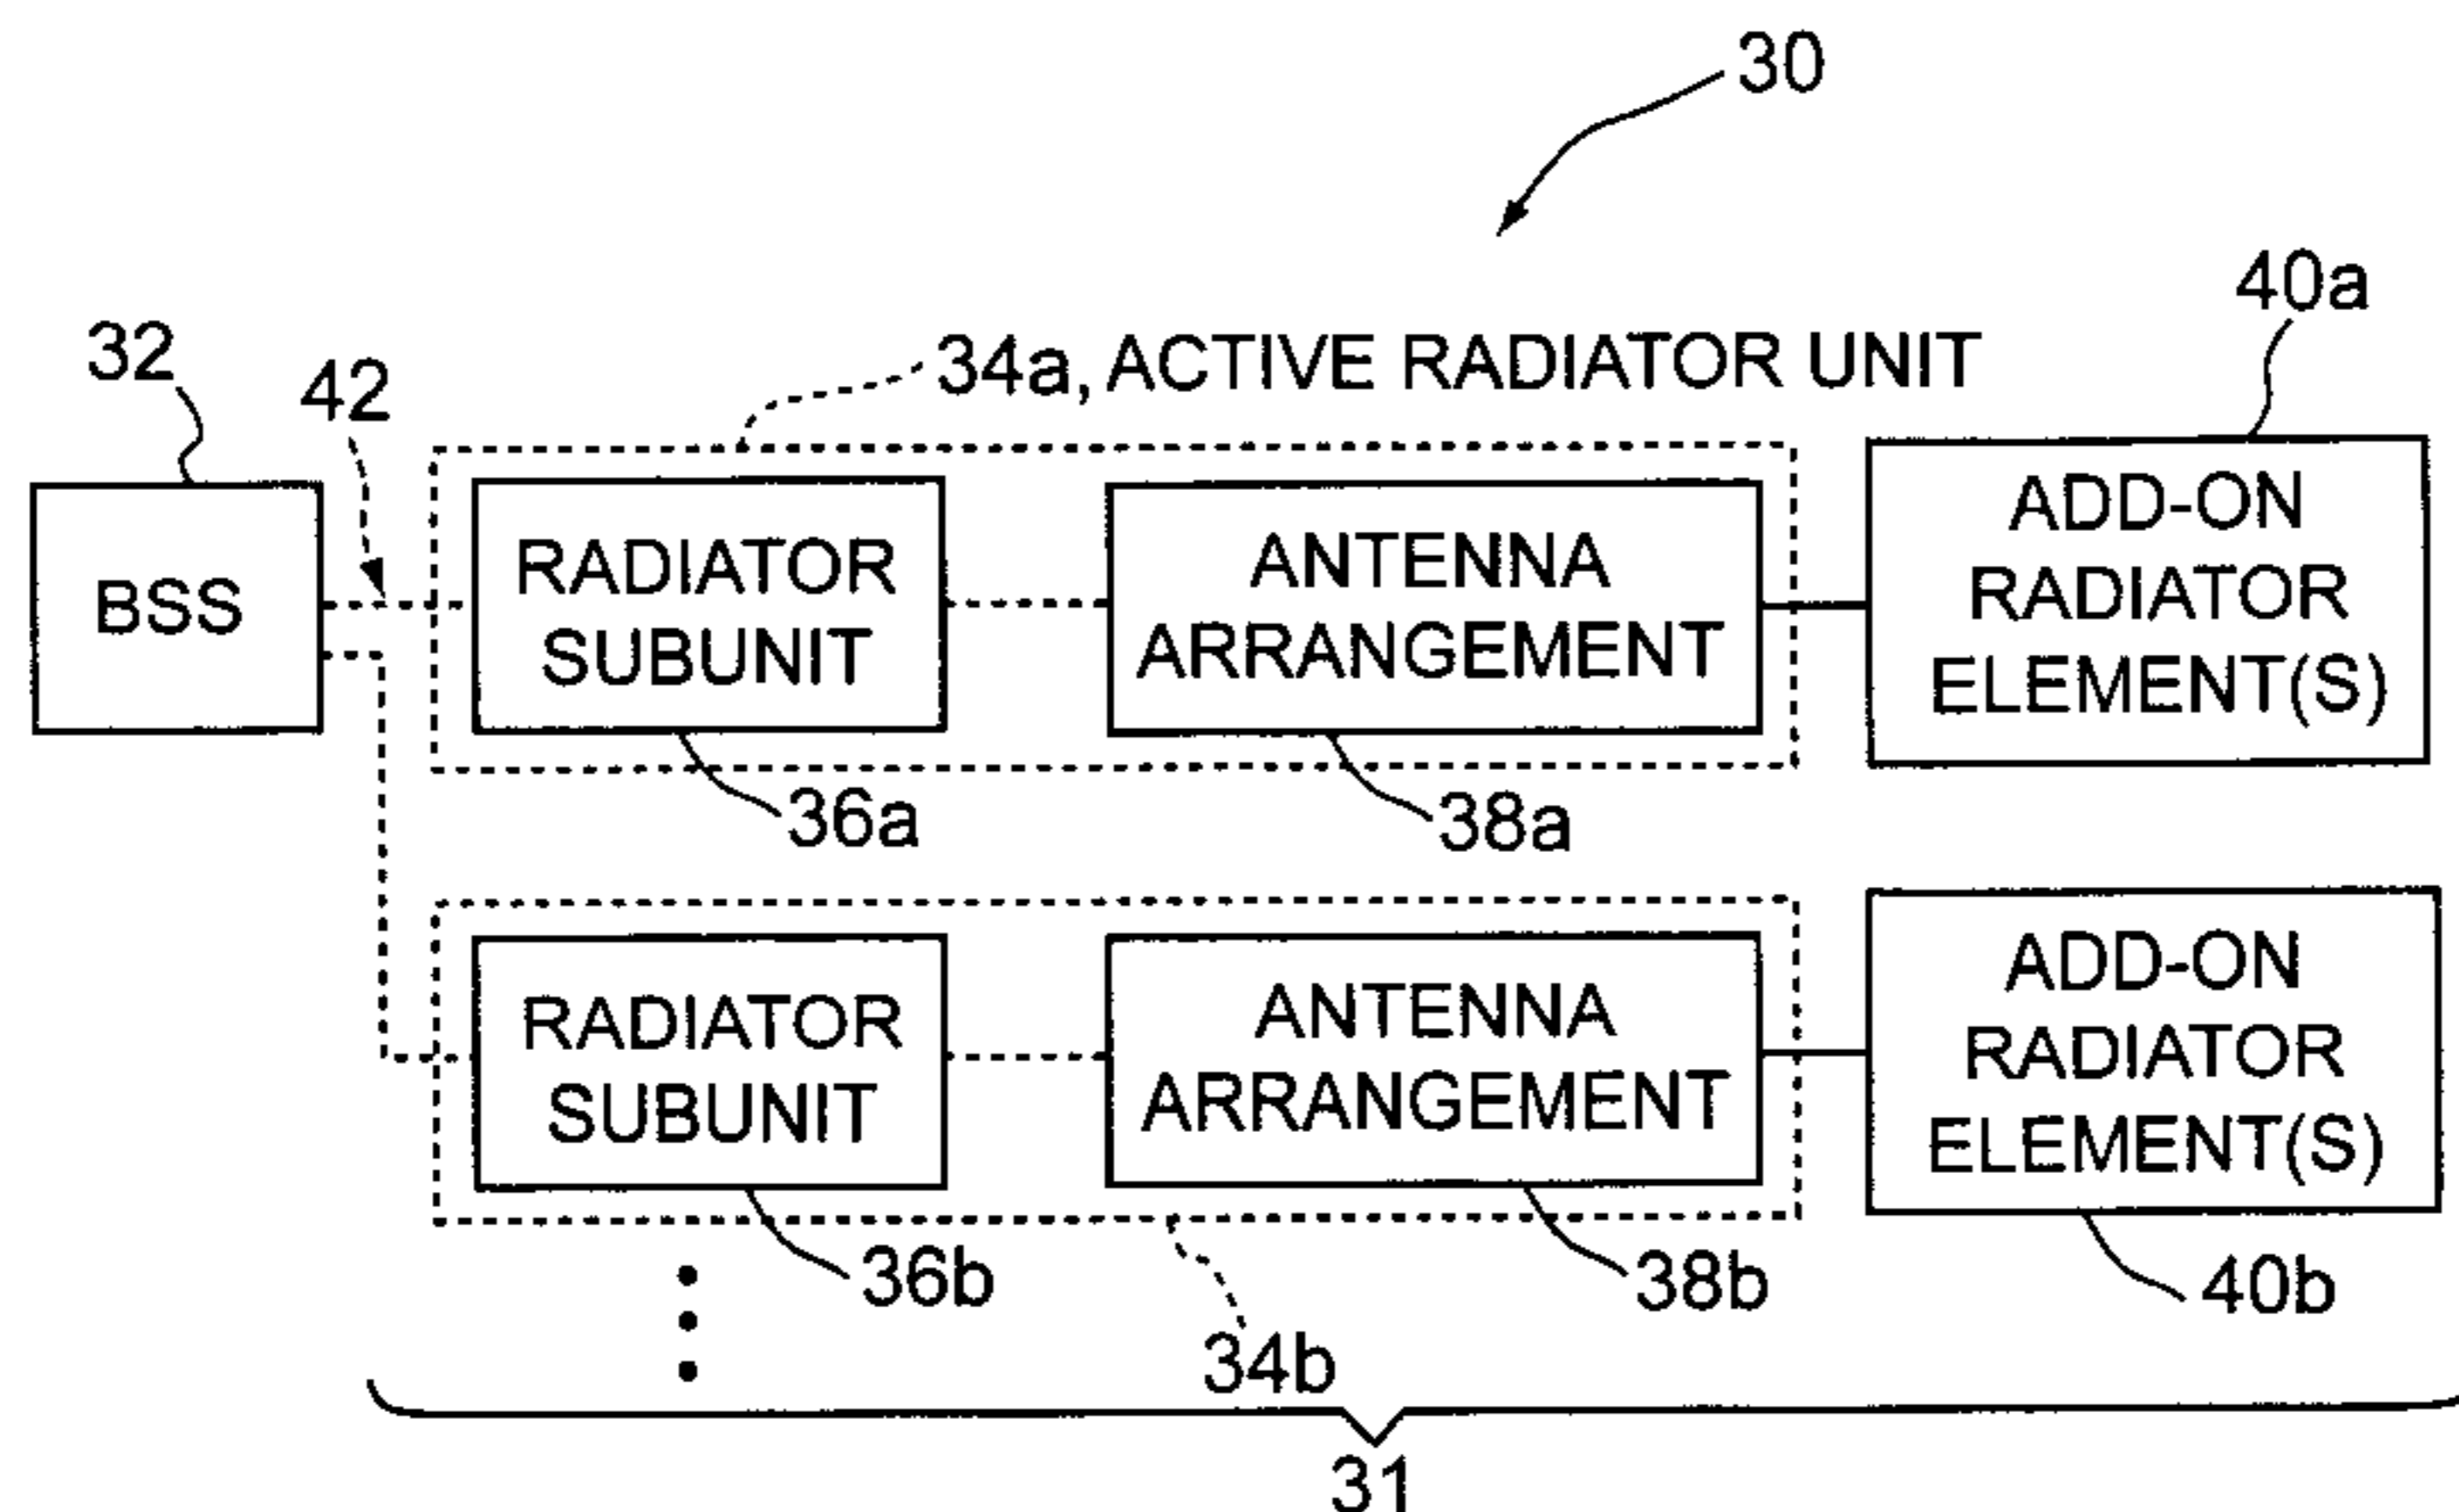 30
40a
32
42
34a, ACTIVE RADIATOR UNIT
BSS
RADIATOR
SUBUNIT
ANTENNA
ARRANGEMENT
ADD-ON
RADIATOR
ELEMENT(S)
36a
38a
RADIATOR
SUBUNIT
ANTENNA
ARRANGEMENT
ADD-ON
RADIATOR
ELEMENT(S)
36b
38b
40b
34b
31